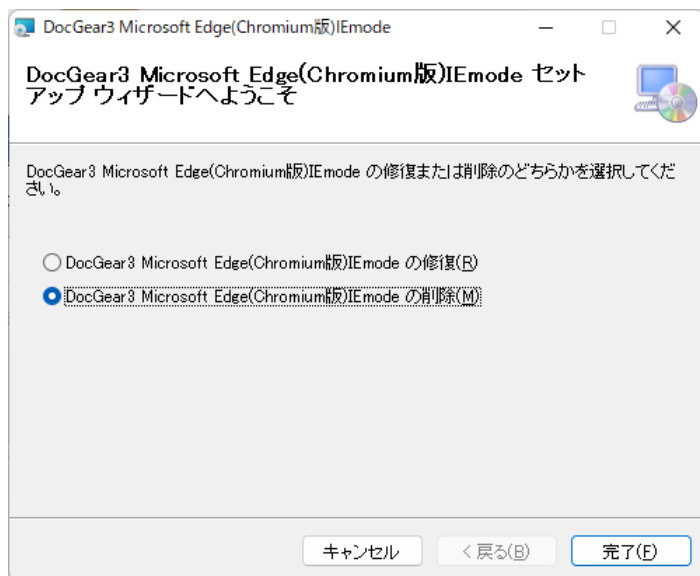 DocGear3 Microsoft Edge(Chromium版)IEmode
DocGear3 Microsoft Edge(Chromium版)IEmode セット
アップ ウィザードへようこそ
DocGear3 Microsoft Edge(Chromium版)IEmode の修復または削除のどちらかを選択してくだ
さい。
DocGear3 Microsoft Edge(Chromium版)IEmode の修復(R)
DocGear3 Microsoft Edge(Chromium版)IEmode の削除(M)
キャンセル
< 戻る(B)
完了(F)